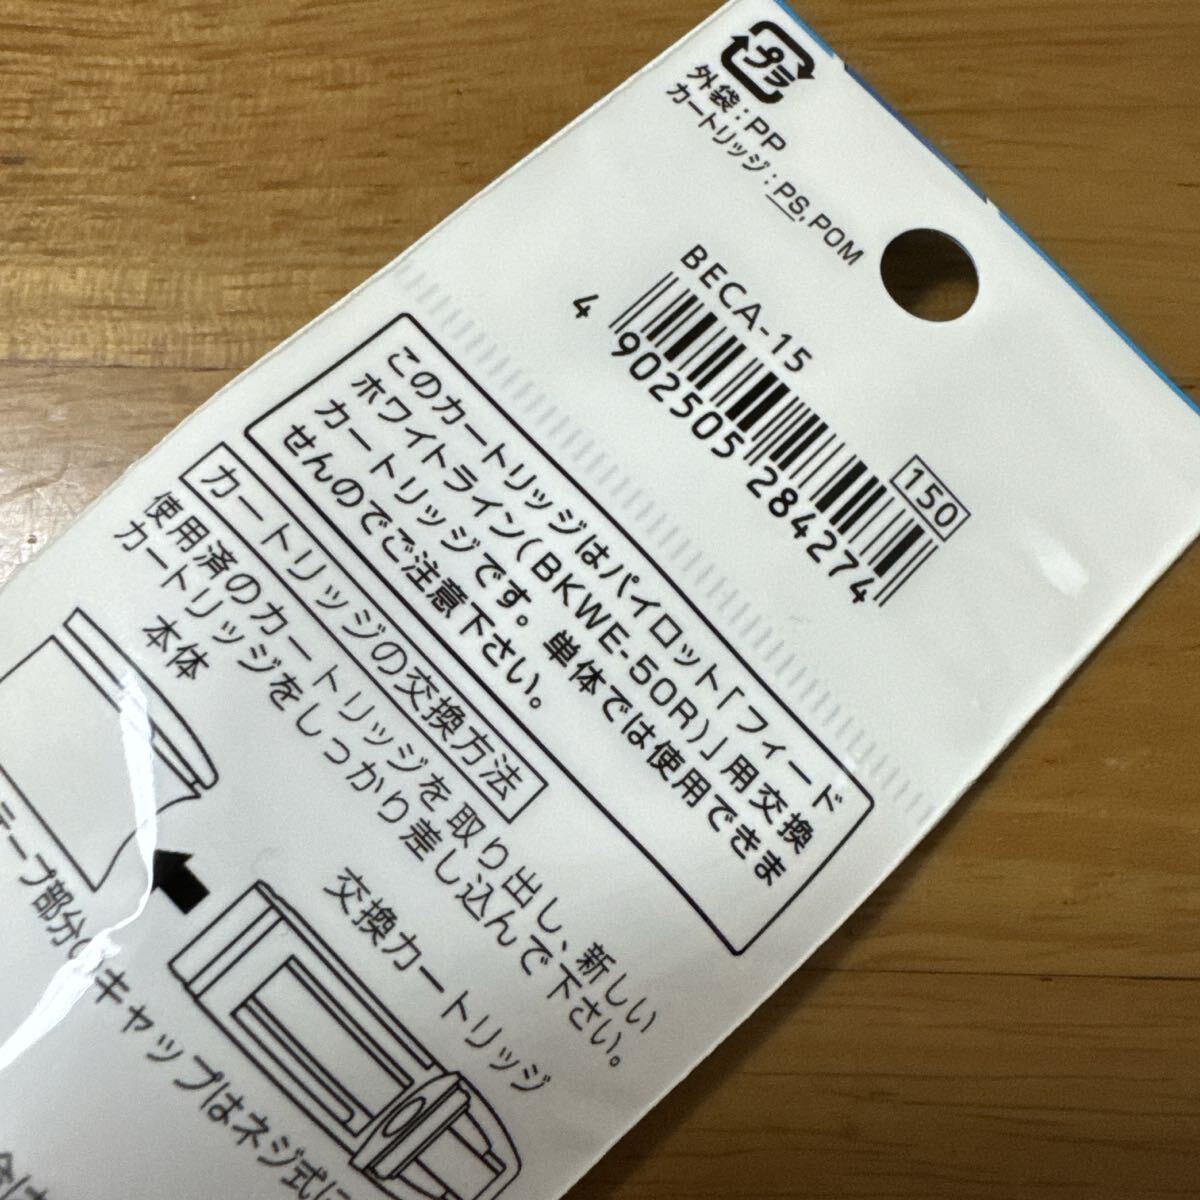 プラ
外袋:PP
カートリッジ:PS,POM
BECA-15
4 902505 284274
150
このカートリッジはパイロット「フィード
ホワイトライン(BKWE-50R)」用交換
カートリッジです。単体では使用できま
せんのでご注意下さい。
カートリッジの交換方法
使用済のカートリッジを取り出し、新しい
カートリッジをしっかり差し込んで下さい。
本体
交換カートリッジ
テープ部分の
キャップはネジ式に